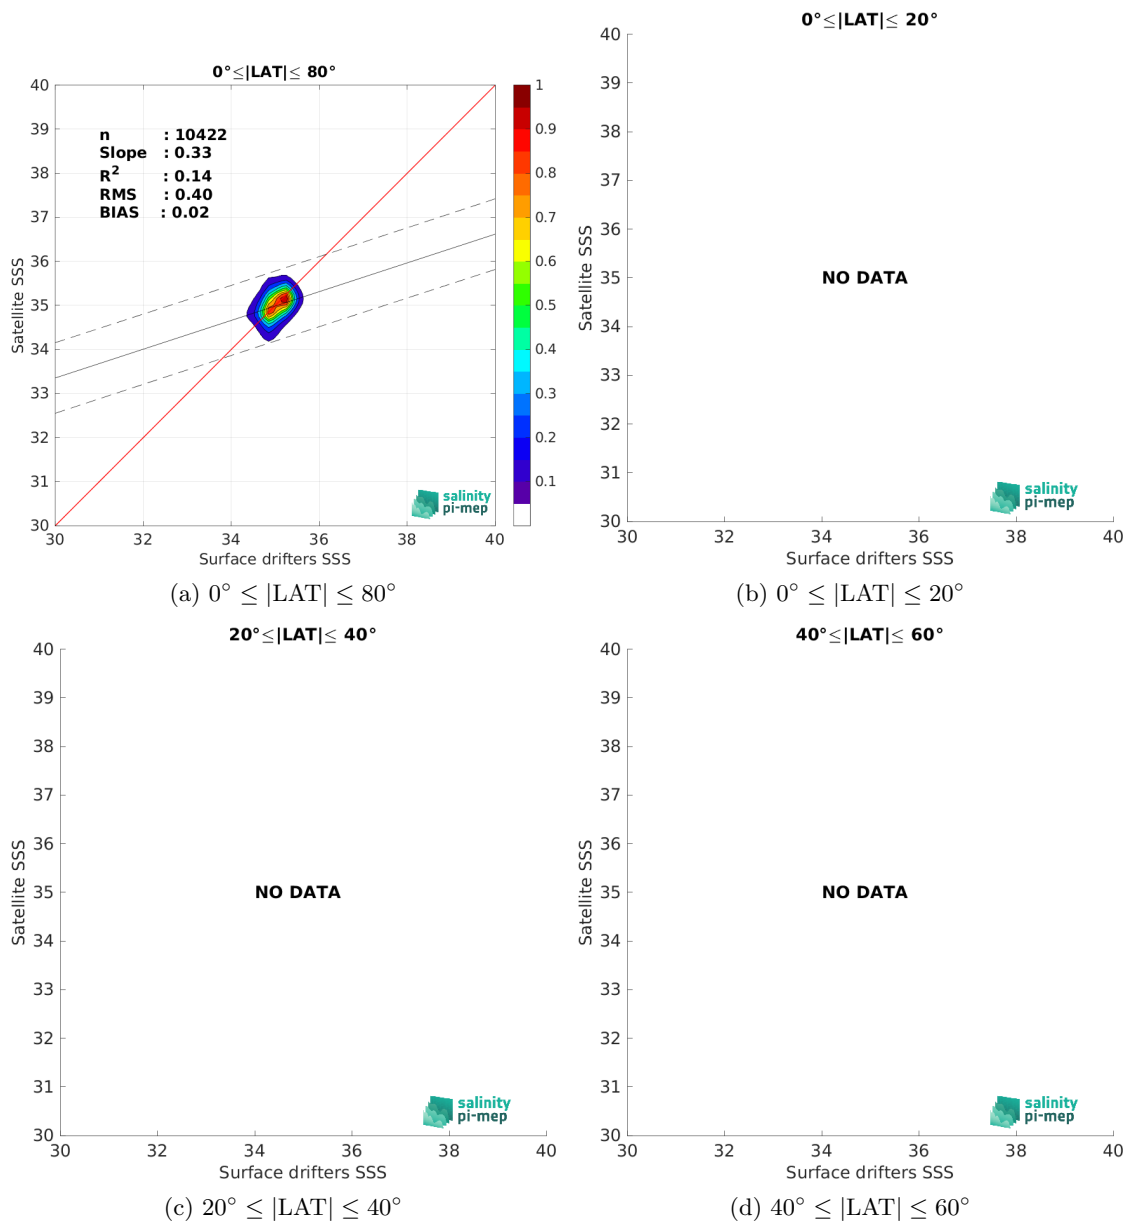 0°≤|LAT|≤ 80°
40
39
38
37
36
35
34
33
32
31
30
Satellite SSS
n : 10422
Slope : 0.33
R2 : 0.14
RMS : 0.40
BIAS : 0.02
1
0.9
0.8
0.7
0.6
0.5
0.4
0.3
0.2
0.1
salinity
pi-mep
30 32 34 36 38 40
Surface drifters SSS
(a) 0° ≤ |LAT| ≤ 80°
0°≤|LAT|≤ 20°
40
39
38
37
36
35
34
33
32
31
30
Satellite SSS
NO DATA
salinity
pi-mep
30 32 34 36 38 40
Surface drifters SSS
(b) 0° ≤ |LAT| ≤ 20°
20°≤|LAT|≤ 40°
40
39
38
37
36
35
34
33
32
31
30
Satellite SSS
NO DATA
salinity
pi-mep
30 32 34 36 38 40
Surface drifters SSS
(c) 20° ≤ |LAT| ≤ 40°
40°≤|LAT|≤ 60°
40
39
38
37
36
35
34
33
32
31
30
Satellite SSS
NO DATA
salinity
pi-mep
30 32 34 36 38 40
Surface drifters SSS
(d) 40° ≤ |LAT| ≤ 60°